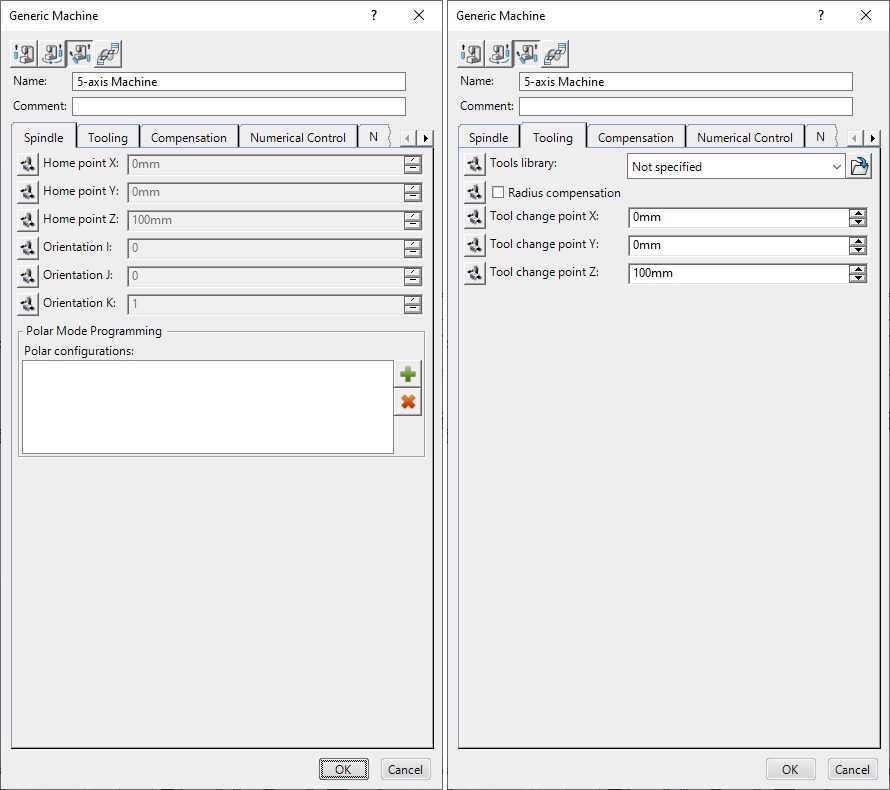 Generic Machine
Name: 5-axis Machine
Comment:
Spindle Tooling Compensation Numerical Control N
Home point X: 0mm
Home point Y: 0mm
Home point Z: 100mm
Orientation I: 0
Orientation J: 0
Orientation K: 1
Polar Mode Programming
Polar configurations:
OK Cancel
Generic Machine
Name: 5-axis Machine
Comment:
Spindle Tooling Compensation Numerical Control N
Tools library: Not specified
Radius compensation
Tool change point X: 0mm
Tool change point Y: 0mm
Tool change point Z: 100mm
OK Cancel